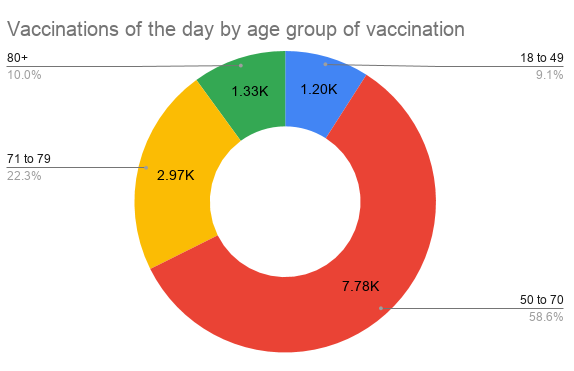 Vaccinations of the day by age group of vaccination
80+
10.0%
18 to 49
9.1%
1.33K
1.20K
71 to 79
22.3%
2.97K
7.78K
50 to 70
58.6%